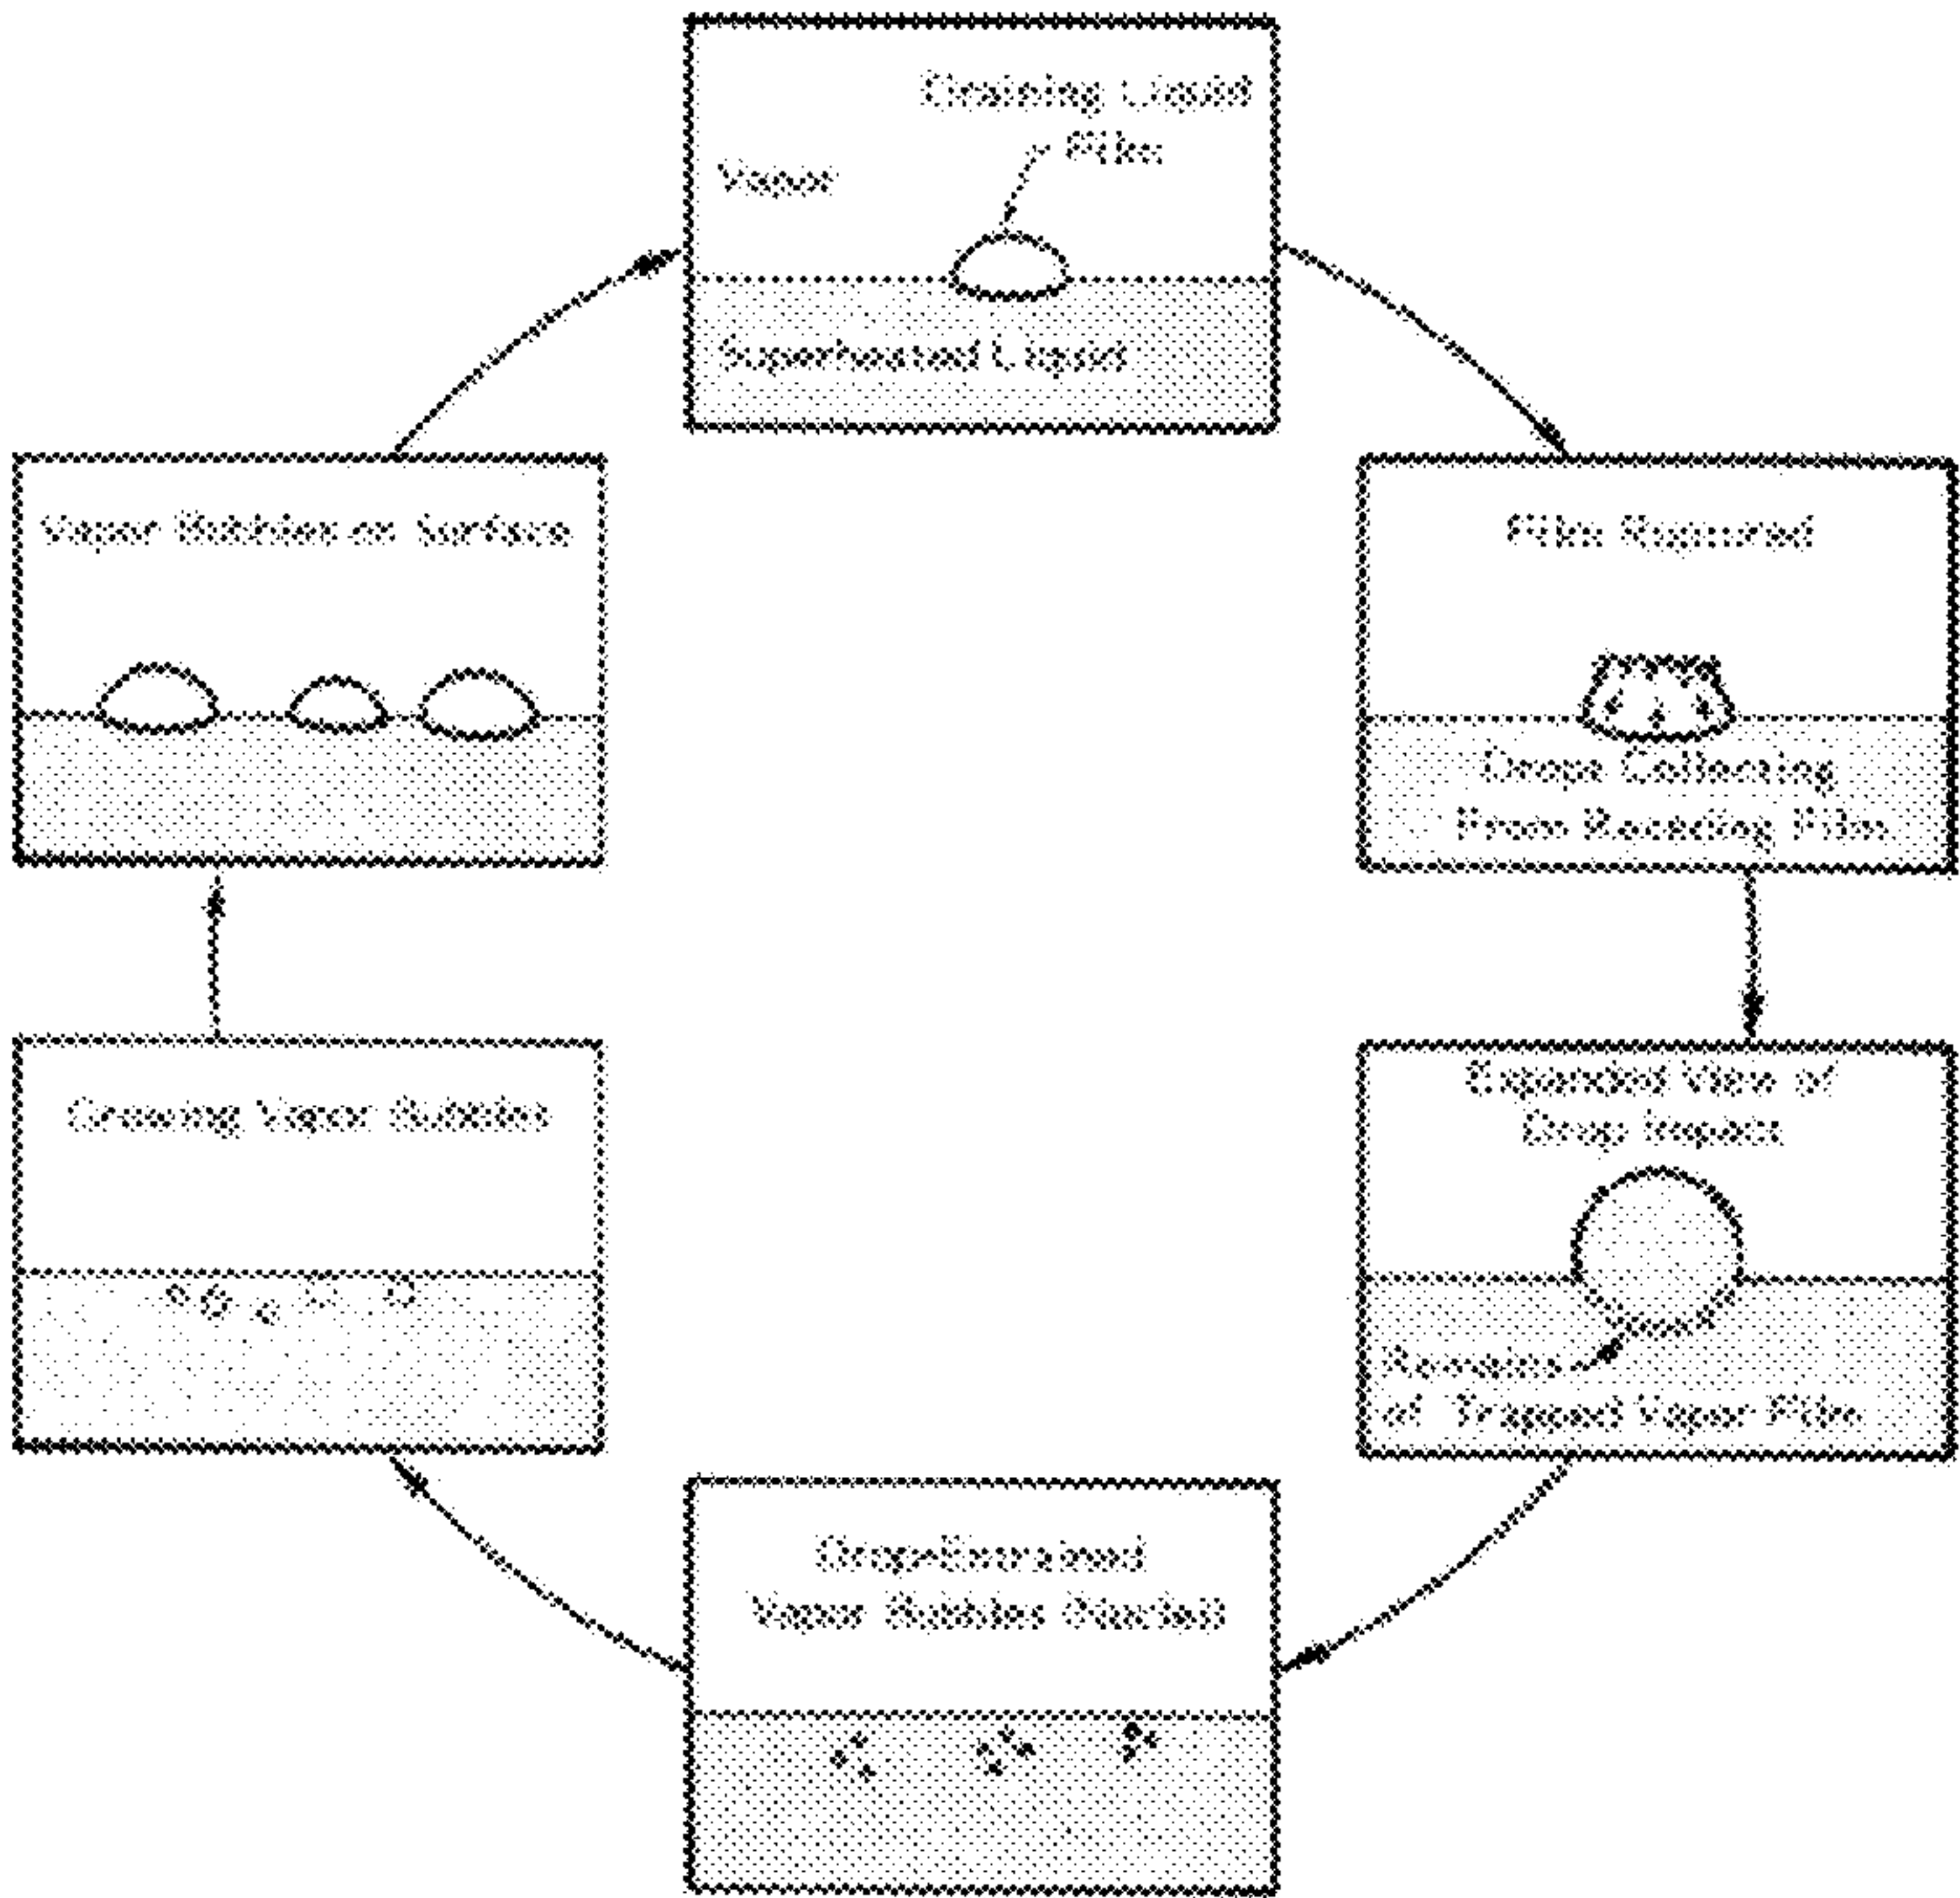 Draining Liquid
Film
Vapor
Superheated Liquid
Film Ruptured
Drops Collecting
From Receding Film
Expanded View of
Drop Impact
Remains
of Trapped Vapor Film
Drop-Entrained
Vapor Bubbles
Growing Vapor Bubbles
Vapor Bubbles on Surface